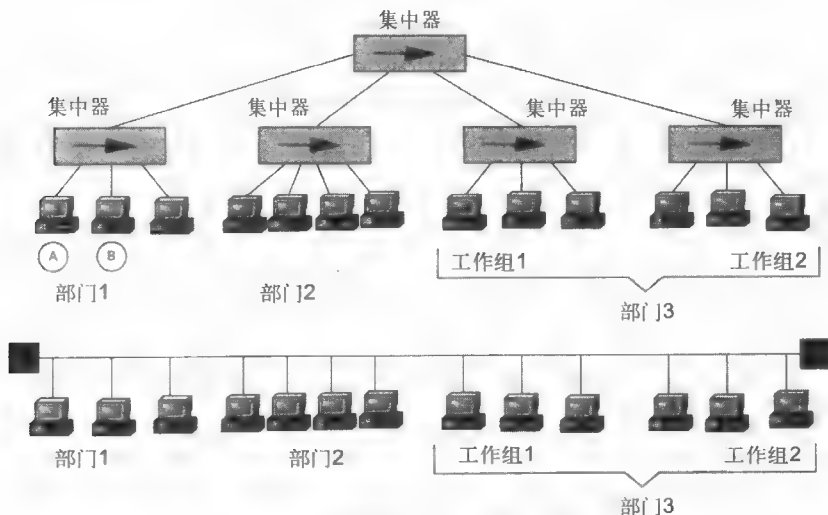 集中器
集中器
集中器
集中器
集中器
A
B
部门1
部门2
工作组1
工作组2
部门3
部门1
部门2
工作组1
工作组2
部门3